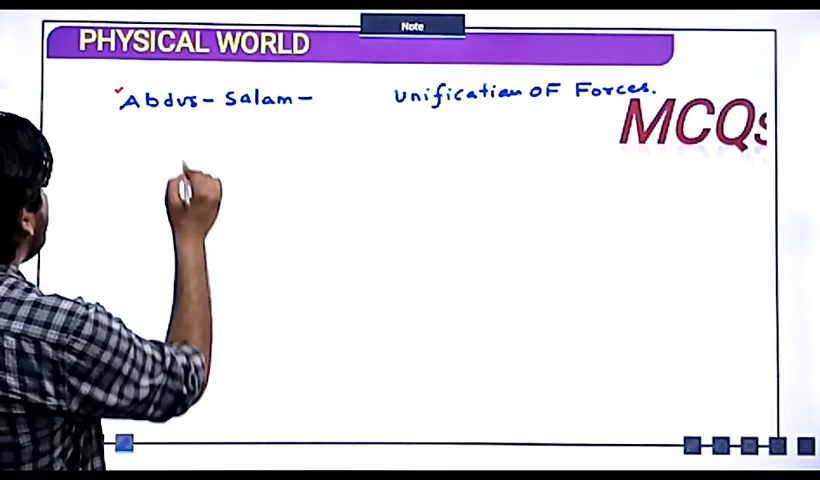 Note
PHYSICAL WORLD
Abdus - Salam - Unification OF Forces.
MCQs